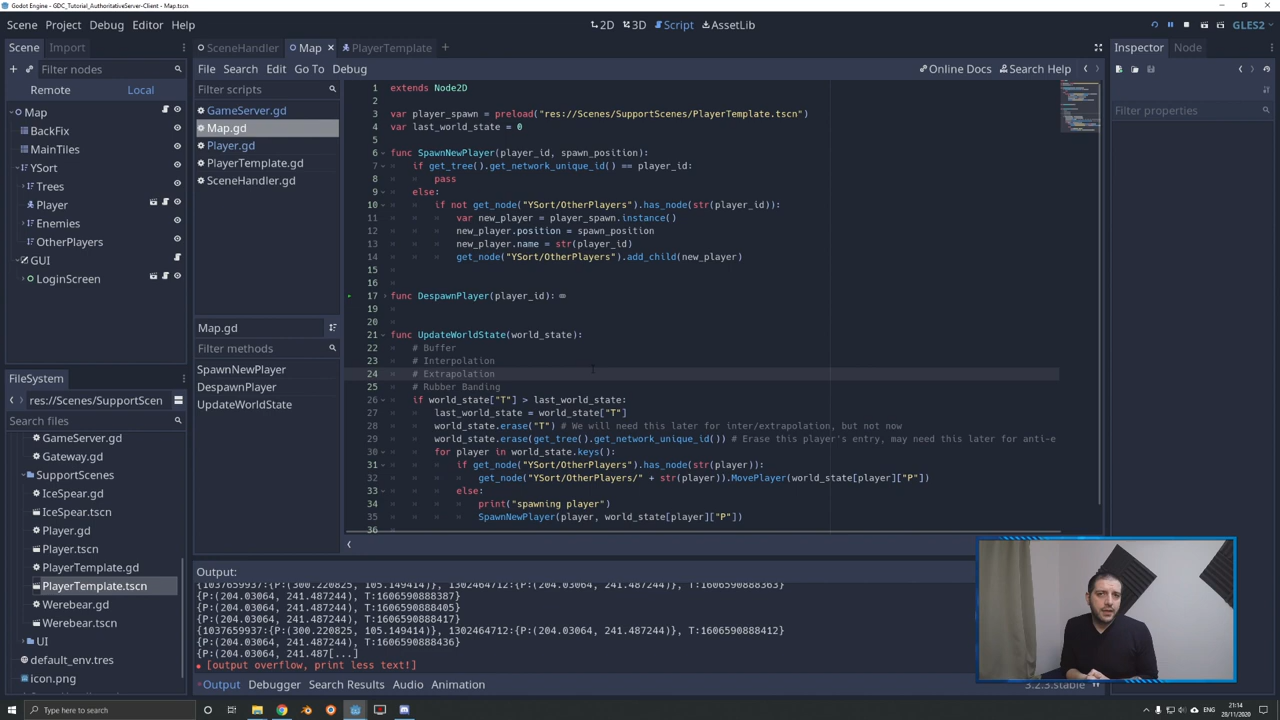 Godot Engine - GDC_Tutorial_AuthoritativeServer-Client - Map.tscn
Scene Project Debug Editor Help
2D 3D Script AssetLib
GLES2
Scene Import
SceneHandler Map PlayerTemplate
Inspector Node
Filter nodes
File Search Edit Go To Debug
Online Docs Search Help
Remote Local
Filter scripts
Filter properties
Map
BackFix
MainTiles
YSort
Trees
Player
Enemies
OtherPlayers
GUI
LoginScreen
GameServer.gd
Map.gd
Player.gd
PlayerTemplate.gd
SceneHandler.gd
Map.gd
Filter methods
SpawnNewPlayer
DespawnPlayer
UpdateWorldState
1 extends Node2D
2
3 var player_spawn = preload("res://Scenes/SupportScenes/PlayerTemplate.tscn")
4 var last_world_state = 0
5
6 func SpawnNewPlayer(player_id, spawn_position):
7 if get_tree().get_network_unique_id() == player_id:
8 pass
9 else:
10 if not get_node("YSort/OtherPlayers").has_node(str(player_id)):
11 var new_player = player_spawn.instance()
12 new_player.position = spawn_position
13 new_player.name = str(player_id)
14 get_node("YSort/OtherPlayers").add_child(new_player)
15
16
17 func DespawnPlayer(player_id):
19
20
21 func UpdateWorldState(world_state):
22 # Buffer
23 # Interpolation
24 # Extrapolation
25 # Rubber Banding
26 if world_state["T"] > last_world_state:
27 last_world_state = world_state["T"]
28 world_state.erase("T") # We will need this later for inter/extrapolation, but not now
29 world_state.erase(get_tree().get_network_unique_id()) # Erase this player's entry, may need this later for anti-e
30 for player in world_state.keys():
31 if get_node("YSort/OtherPlayers").has_node(str(player)):
32 get_node("YSort/OtherPlayers/" + str(player)).MovePlayer(world_state[player]["P"])
33 else:
34 print("spawning player")
35 SpawnNewPlayer(player, world_state[player]["P"])
36
FileSystem
res://Scenes/SupportScen
Search files
GameServer.gd
Gateway.gd
SupportScenes
IceSpear.gd
IceSpear.tscn
Player.gd
Player.tscn
PlayerTemplate.gd
PlayerTemplate.tscn
Werebear.gd
Werebear.tscn
UI
default_env.tres
icon.png
Output:
{1037659937:{P:(300.220825, 105.149414)}, 1302464712:{P:(204.03064, 241.487244)}, T:1606590888363}
{P:(204.03064, 241.487244), T:1606590888387}
{P:(204.03064, 241.487244), T:1606590888405}
{P:(204.03064, 241.487244), T:1606590888417}
{1037659937:{P:(300.220825, 105.149414)}, 1302464712:{P:(204.03064, 241.487244)}, T:1606590888412}
{P:(204.03064, 241.487244), T:1606590888436}
{P:(204.03064, 241.487[...]
[output overflow, print less text!]
Output Debugger Search Results Audio Animation
3.2.3.stable
Type here to search
ENG
21:14
28/11/2020